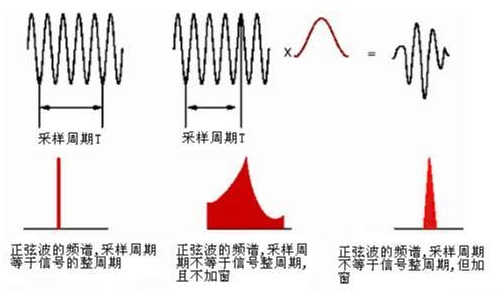 X
=
采样周期T
采样周期T
正弦波的频谱,采样周期
等于信号的整周期
正弦波的频谱,采样周
期不等于信号整周期,
且不加窗
正弦波的频谱,采样周期
不等于信号整周期,但加
窗